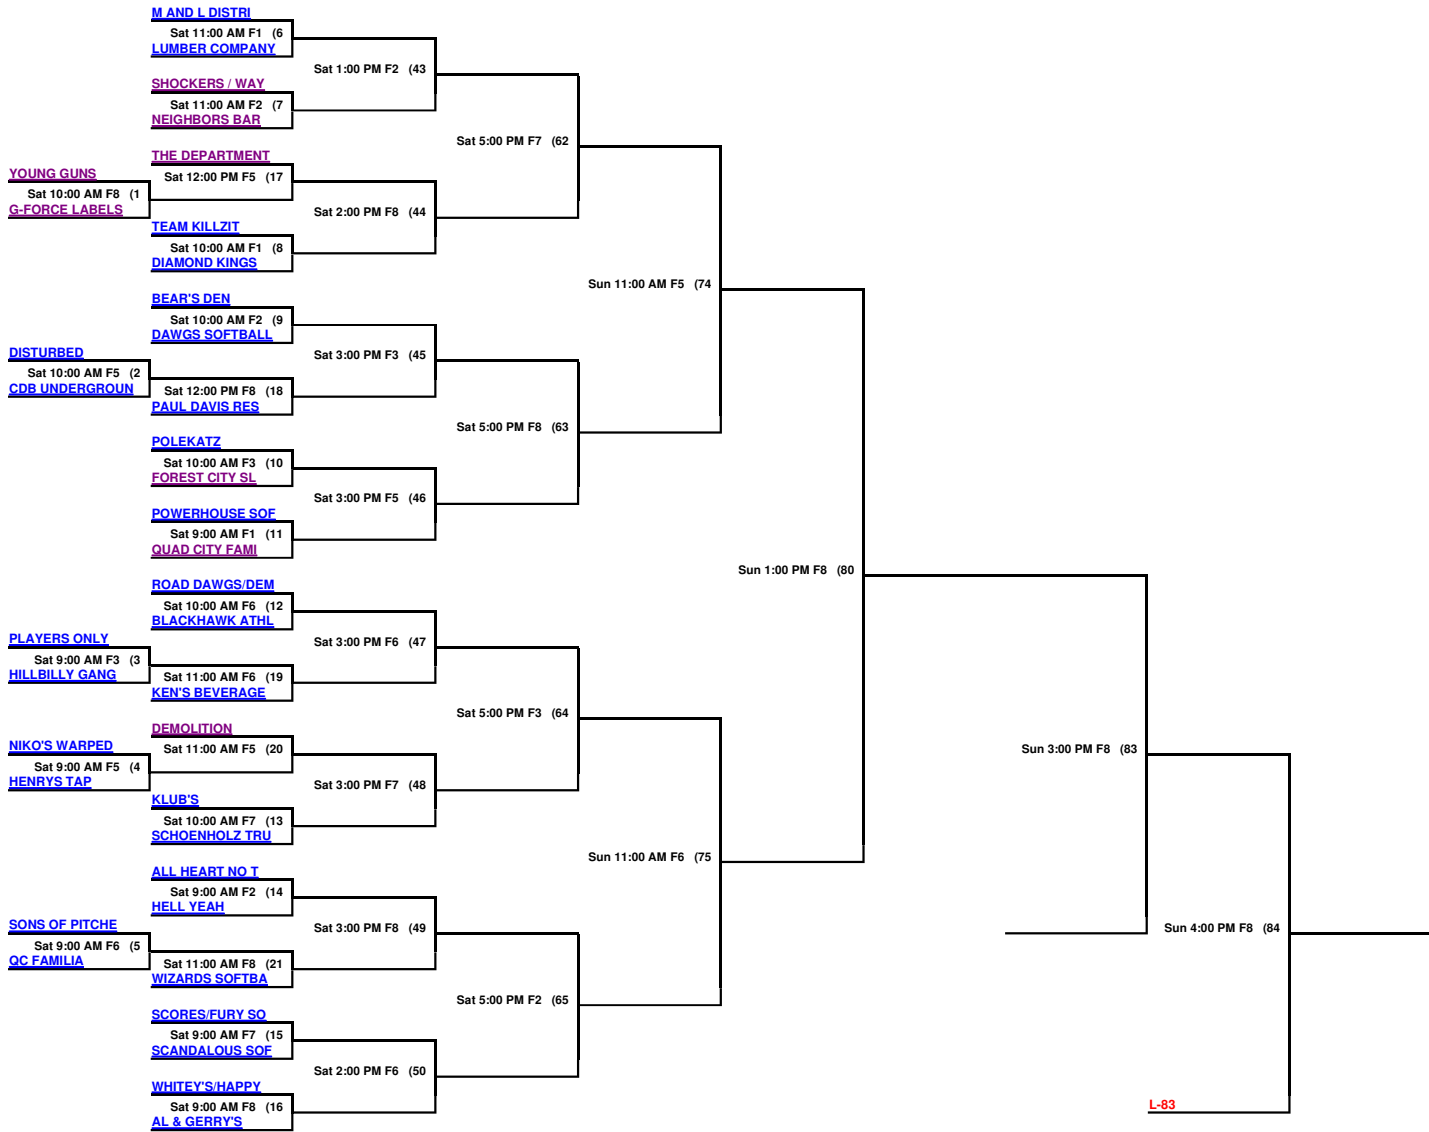 M AND L DISTRI
Sat 11:00 AM F1 (6
LUMBER COMPANY
Sat 1:00 PM F2 (43
SHOCKERS / WAY
Sat 11:00 AM F2 (7
NEIGHBORS BAR
Sat 5:00 PM F7 (62
THE DEPARTMENT
YOUNG GUNS
Sat 12:00 PM F5 (17
Sat 10:00 AM F8 (1
G-FORCE LABELS
Sat 2:00 PM F8 (44
TEAM KILLZIT
Sat 10:00 AM F1 (8
DIAMOND KINGS
Sun 11:00 AM F5 (74
BEAR'S DEN
Sat 10:00 AM F2 (9
DAWGS SOFTBALL
DISTURBED
Sat 3:00 PM F3 (45
Sat 10:00 AM F5 (2
CDB UNDERGROUN
Sat 12:00 PM F8 (18
PAUL DAVIS RES
Sat 5:00 PM F8 (63
POLEKATZ
Sat 10:00 AM F3 (10
FOREST CITY SL
Sat 3:00 PM F5 (46
POWERHOUSE SOF
Sat 9:00 AM F1 (11
QUAD CITY FAMI
Sun 1:00 PM F8 (80
ROAD DAWGS/DEM
Sat 10:00 AM F6 (12
BLACKHAWK ATHL
PLAYERS ONLY
Sat 3:00 PM F6 (47
Sat 9:00 AM F3 (3
HILLBILLY GANG
Sat 11:00 AM F6 (19
KEN'S BEVERAGE
Sat 5:00 PM F3 (64
DEMOLITION
NIKO'S WARPED
Sat 11:00 AM F5 (20
Sun 3:00 PM F8 (83
Sat 9:00 AM F5 (4
HENRYS TAP
Sat 3:00 PM F7 (48
KLUB'S
Sat 10:00 AM F7 (13
SCHOENHOLZ TRU
Sun 11:00 AM F6 (75
ALL HEART NO T
Sat 9:00 AM F2 (14
HELL YEAH
SONS OF PITCHE
Sat 3:00 PM F8 (49
Sun 4:00 PM F8 (84
Sat 9:00 AM F6 (5
QC FAMILIA
Sat 11:00 AM F8 (21
WIZARDS SOFTBA
Sat 5:00 PM F2 (65
SCORES/FURY SO
Sat 9:00 AM F7 (15
SCANDALOUS SOF
Sat 2:00 PM F6 (50
WHITEY'S/HAPPY
Sat 9:00 AM F8 (16
L-83
AL & GERRY'S